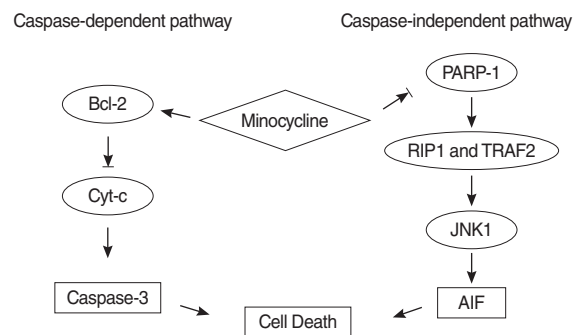 Caspase-dependent pathway
Caspase-independent pathway
PARP-1
Bcl-2
Minocycline
RIP1 and TRAF2
Cyt-c
JNK1
Caspase-3
AIF
Cell Death